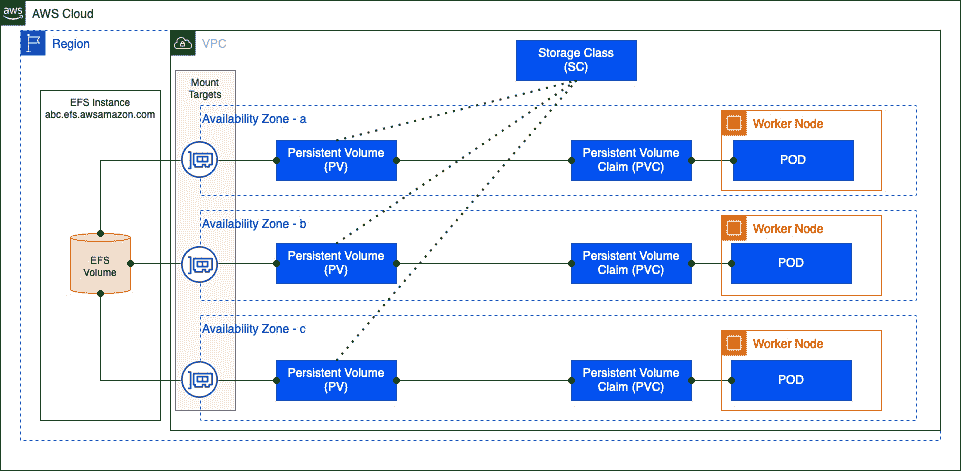 aws
AWS Cloud
Region
VPC
Storage Class
(SC)
Mount
Targets
EFS Instance
abc.efs.awsamazon.com
Availability Zone - a
Persistent Volume
(PV)
Persistent Volume
Claim (PVC)
Worker Node
POD
Availability Zone - b
Persistent Volume
(PV)
Persistent Volume
Claim (PVC)
Worker Node
POD
EFS
Volume
Availability Zone - c
Persistent Volume
(PV)
Persistent Volume
Claim (PVC)
Worker Node
POD